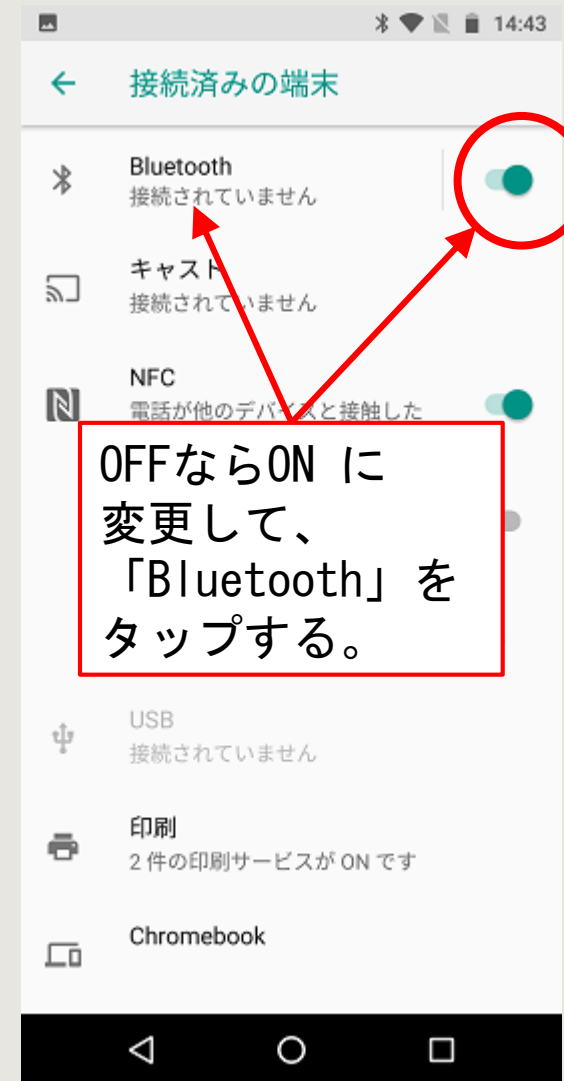 14:43
接続済みの端末
Bluetooth
接続されていません
キャスト
接続されていません
NFC
電話が他のデバイスと接触した
OFFならON に
変更して、
「Bluetooth」を
タップする。
USB
接続されていません
印刷
2 件の印刷サービスが ON です
Chromebook